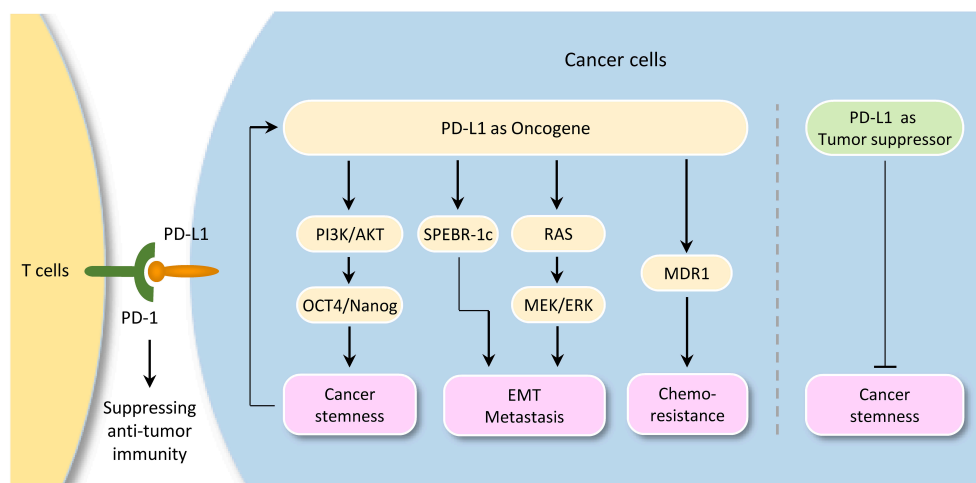 Cancer cells
PD-L1 as Oncogene
PD-L1 as
Tumor suppressor
PI3K/AKT
SPEBR-1c
RAS
PD-L1
T cells
MDR1
OCT4/Nanog
MEK/ERK
PD-1
Cancer
stemness
EMT
Metastasis
Chemo-
resistance
Cancer
stemness
Suppressing
anti-tumor
immunity